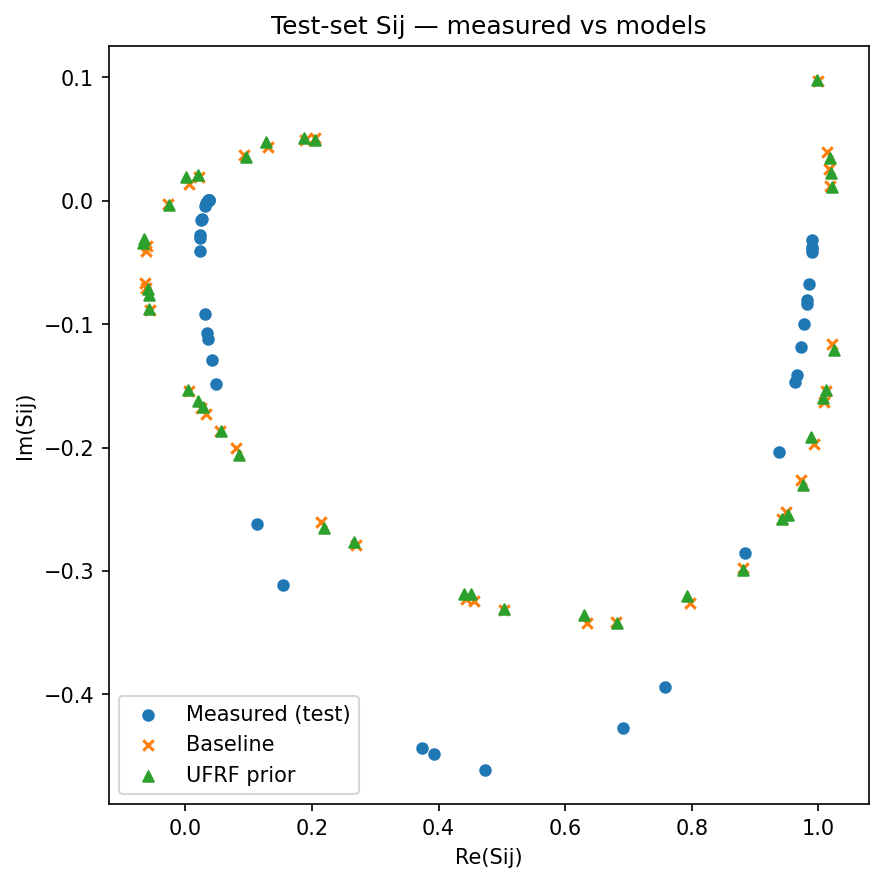 Test-set Sij — measured vs models
0.1
0.0
−0.1
−0.2
−0.3
−0.4
Im(Sij)
Measured (test)
Baseline
UFRF prior
0.0 0.2 0.4 0.6 0.8 1.0
Re(Sij)